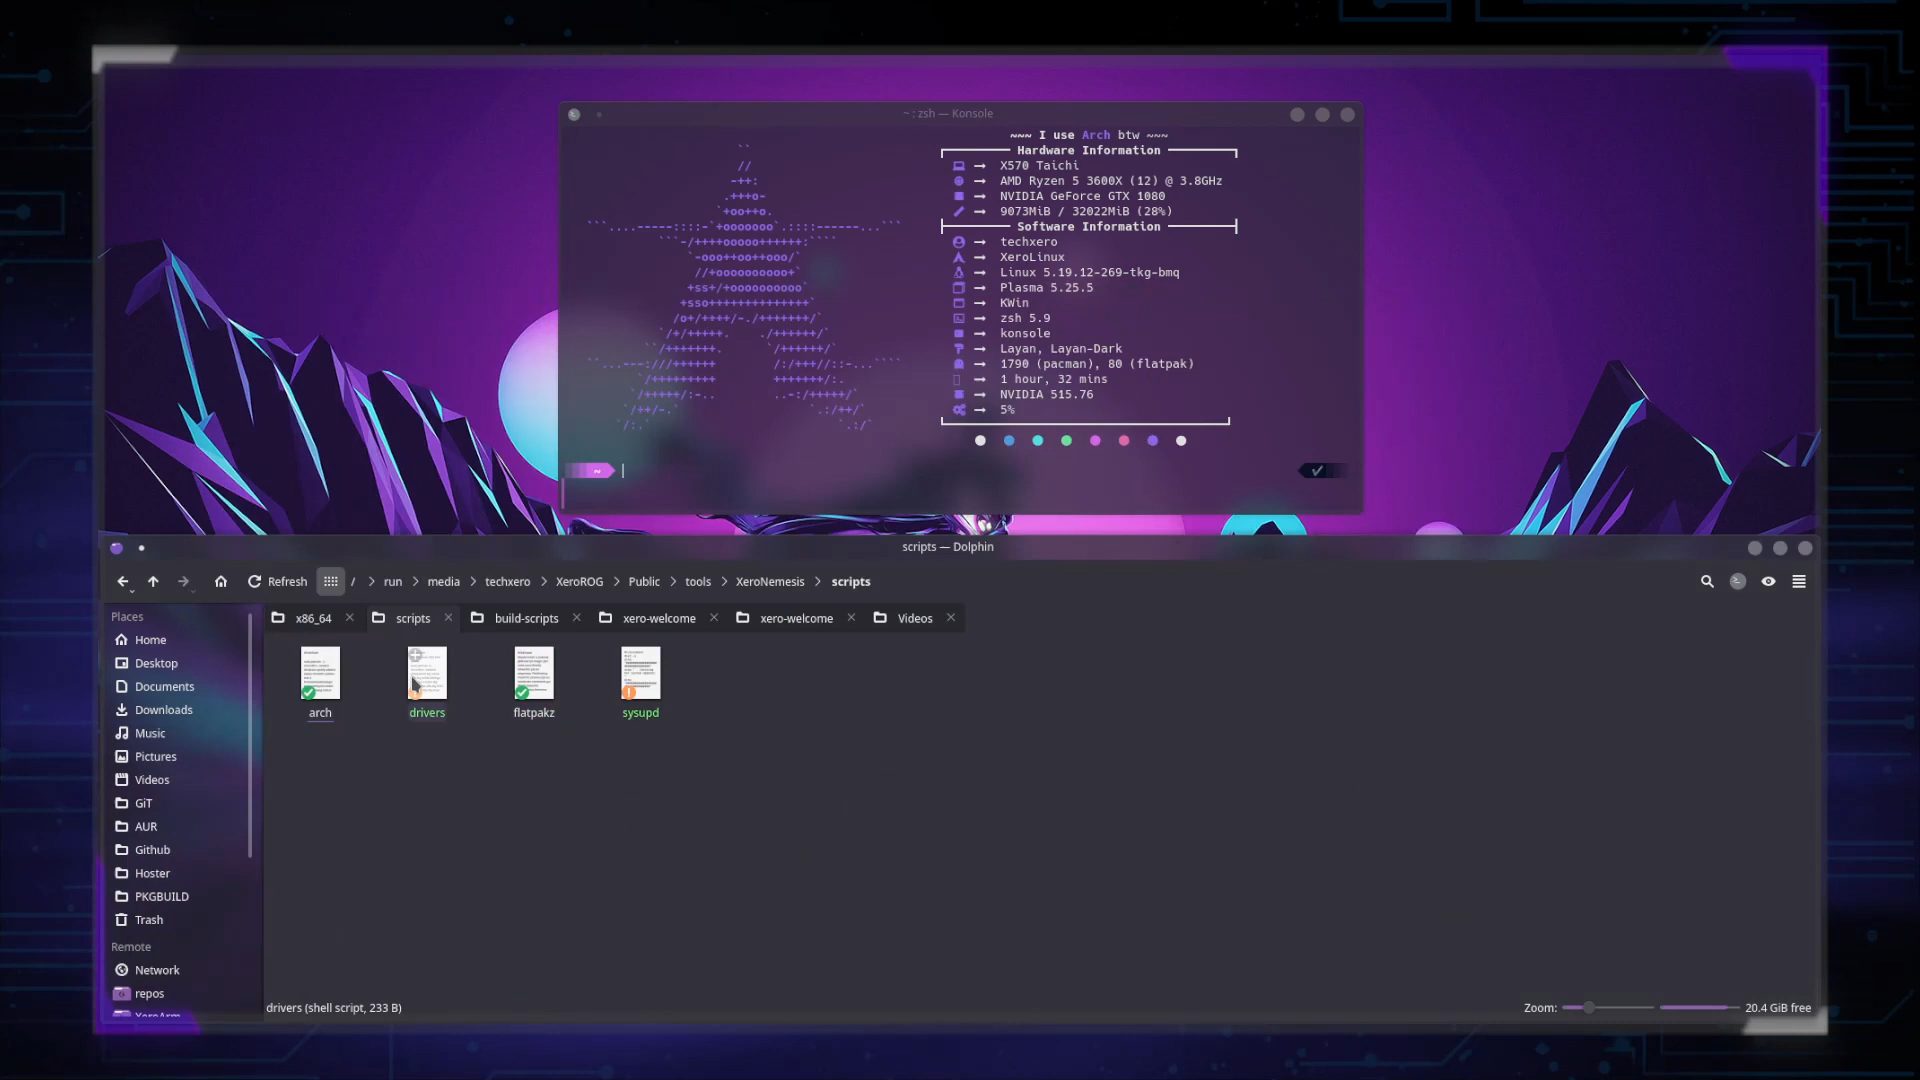 ~ : zsh — Konsole
~~~ I use Arch btw ~~~
Hardware Information
X570 Taichi
AMD Ryzen 5 3600X (12) @ 3.8GHz
NVIDIA GeForce GTX 1080
9073MiB / 32022MiB (28%)
Software Information
techxero
XeroLinux
Linux 5.19.12-269-tkg-bmq
Plasma 5.25.5
KWin
zsh 5.9
konsole
Layan, Layan-Dark
1790 (pacman), 80 (flatpak)
1 hour, 32 mins
NVIDIA 515.76
5%
~
scripts — Dolphin
Refresh / > run > media > techxero > XeroROG > Public > tools > XeroNemesis > scripts
Places
Home
Desktop
Documents
Downloads
Music
Pictures
Videos
GiT
AUR
Github
Hoster
PKGBUILD
Trash
Remote
Network
repos
XeroArm
x86_64 scripts build-scripts xero-welcome xero-welcome Videos
arch drivers flatpakz sysupd
drivers (shell script, 233 B)
Zoom: 20.4 GiB free